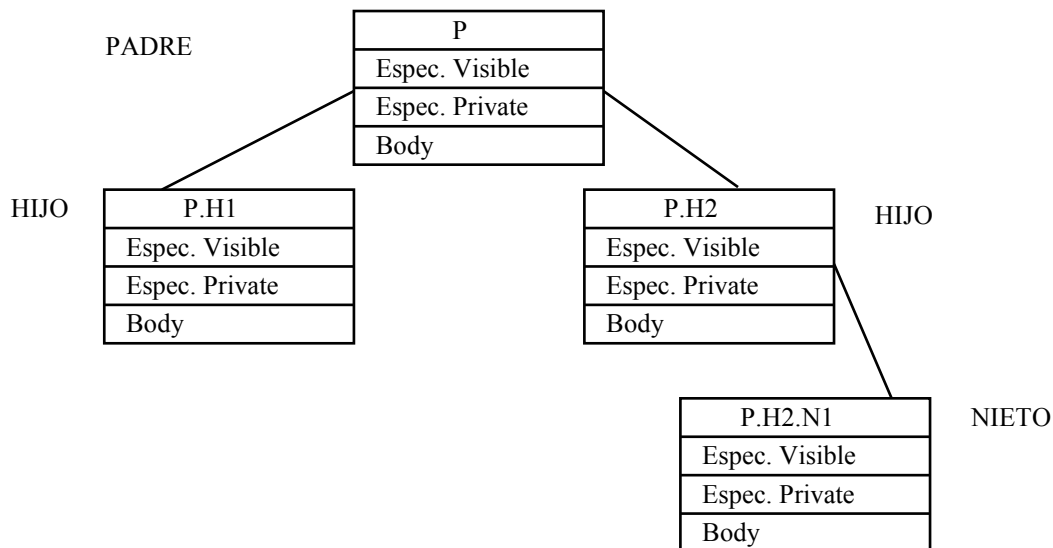 PADRE
P
Espec. Visible
Espec. Private
Body
HIJO
P.H1
Espec. Visible
Espec. Private
Body
P.H2
Espec. Visible
Espec. Private
Body
HIJO
P.H2.N1
Espec. Visible
Espec. Private
Body
NIETO